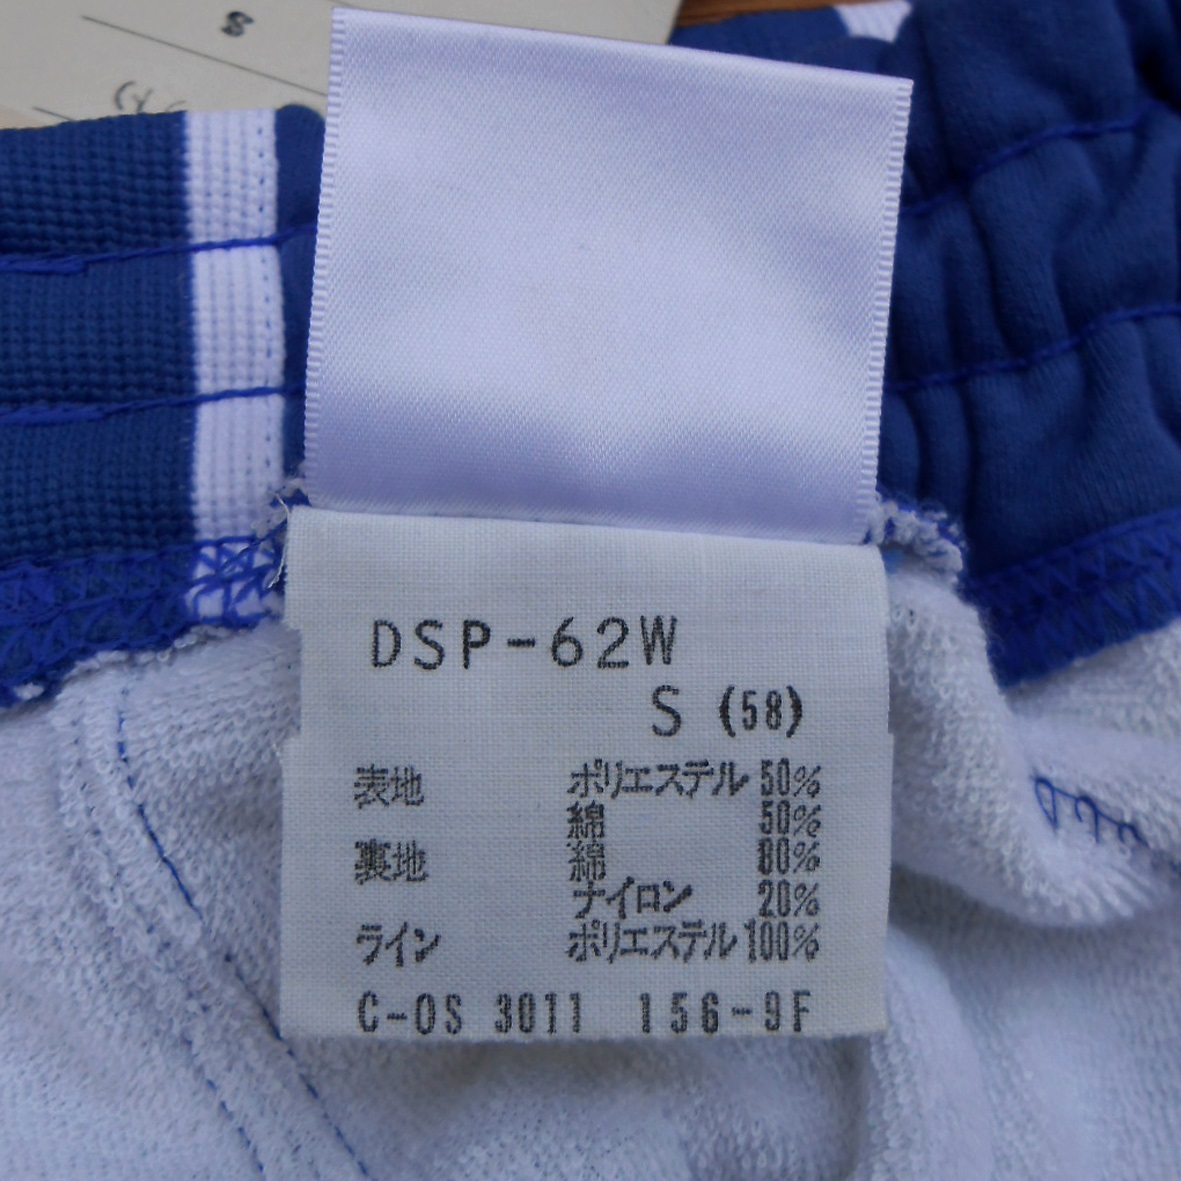 S
DSP-62W
S (58)
表地 ポリエステル 50%
綿 50%
裏地 綿 80%
ナイロン 20%
ライン ポリエステル 100%
C-OS 3011 156-9F